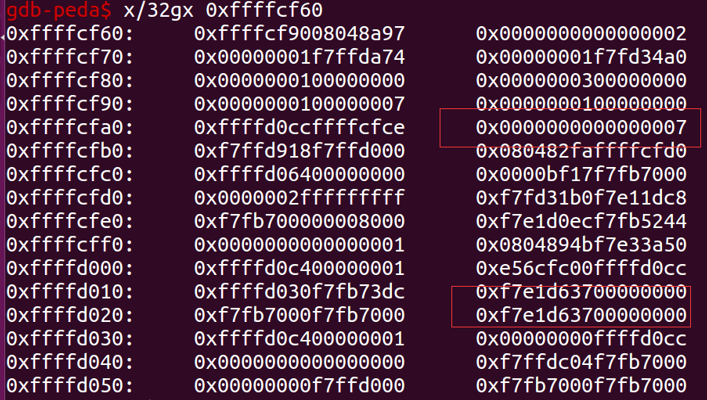 gdb-peda$ x/32gx 0xffffcf60
0xffffcf60: 0xffffcf9008048a97 0x0000000000000002
0xffffcf70: 0x00000001f7ffda74 0x00000001f7fd34a0
0xffffcf80: 0x0000000100000000 0x0000000300000000
0xffffcf90: 0x0000000100000007 0x0000000100000000
0xffffcfa0: 0xffffd0ccffffcfce 0x0000000000000007
0xffffcfb0: 0xf7ffd918f7ffd000 0x080482faffffcfd0
0xffffcfc0: 0xffffd06400000000 0x0000bf17f7fb7000
0xffffcfd0: 0x0000002fffffffff 0xf7fd31b0f7e11dc8
0xffffcfe0: 0xf7fb700000008000 0xf7e1d0ecf7fb5244
0xffffcff0: 0x0000000000000001 0x0804894bf7e33a50
0xffffd000: 0xffffd0c400000001 0xe56cfc00ffffd0cc
0xffffd010: 0xffffd030f7fb73dc 0xf7e1d63700000000
0xffffd020: 0xf7fb7000f7fb7000 0xf7e1d63700000000
0xffffd030: 0xffffd0c400000001 0x00000000ffffd0cc
0xffffd040: 0x0000000000000000 0xf7ffdc04f7fb7000
0xffffd050: 0x00000000f7ffd000 0xf7fb7000f7fb7000